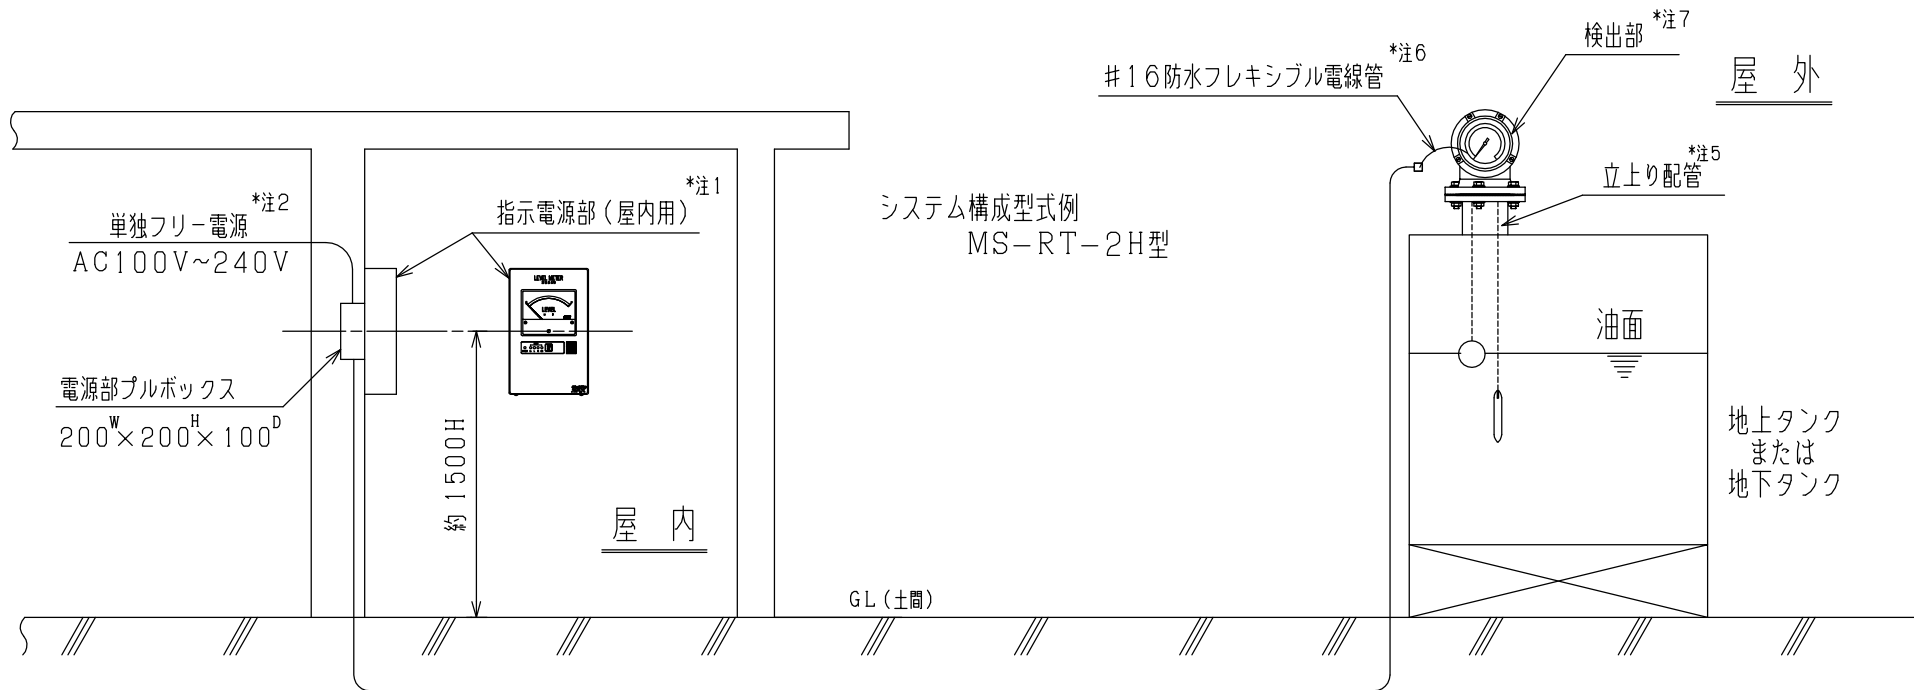 *注7
検出部
屋 外
*注6
#16防水フレキシブル電線管
*注5
立上り配管
*注1
指示電源部(屋内用)
*注2
単独フリー電源
AC100V~240V
システム構成型式例
MS-RT-2H型
LEVEL METER
LEVEL
油面
電源部プルボックス
200W×200H×100D
約1500H
屋 内
地上タンク
または
地下タンク
GL(土間)